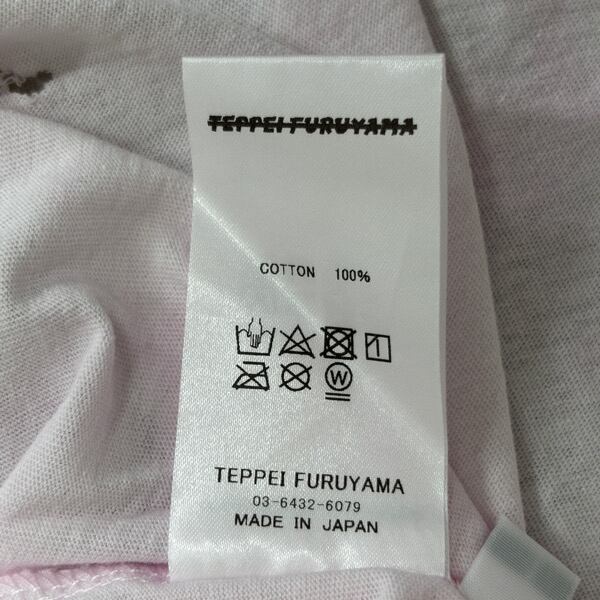 TEPPEI FURUYAMA
COTTON 100%
W
TEPPEI FURUYAMA
03-6432-6079
MADE IN JAPAN